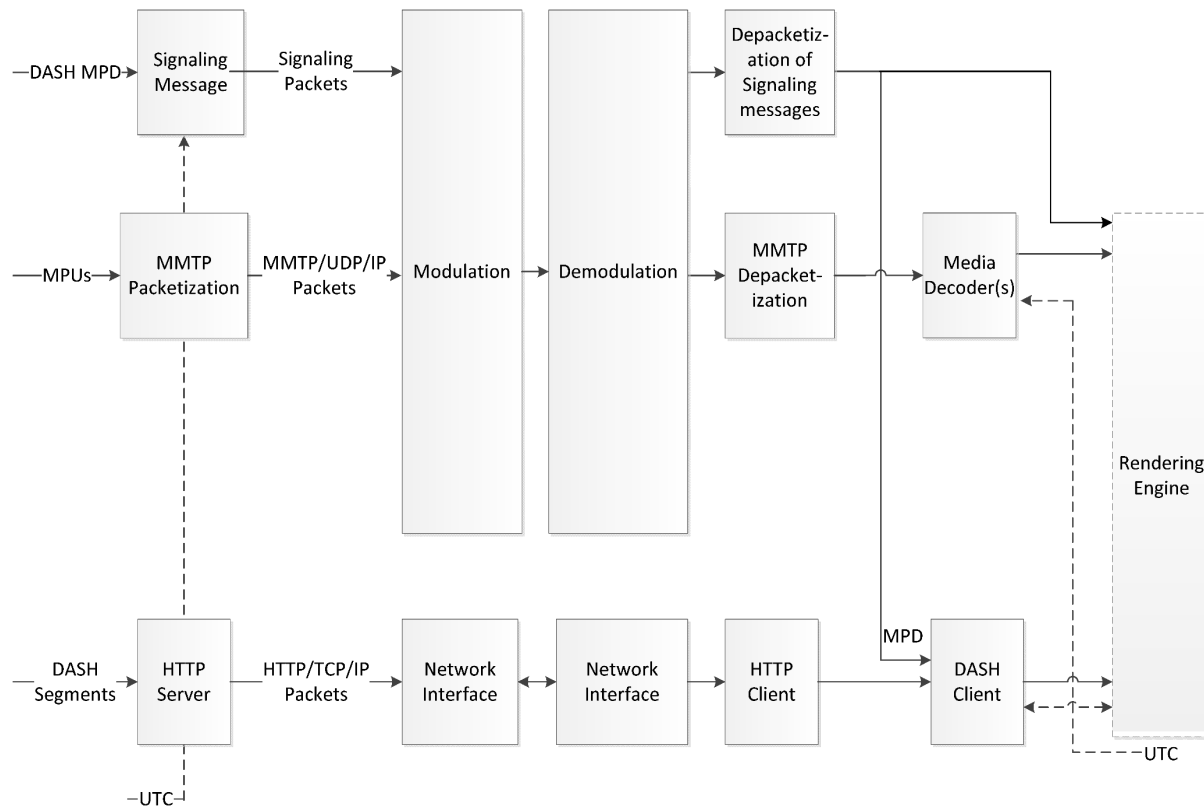 DASH MPD
Signaling
Message
Signaling
Packets
Depacketiz-
ation of
Signaling
messages
MPUs
MMTP
Packetization
MMTP/UDP/IP
Packets
Modulation
Demodulation
MMTP
Depacket-
ization
Media
Decoder(s)
Rendering
Engine
DASH
Segments
HTTP
Server
HTTP/TCP/IP
Packets
Network
Interface
Network
Interface
HTTP
Client
MPD
DASH
Client
UTC
UTC